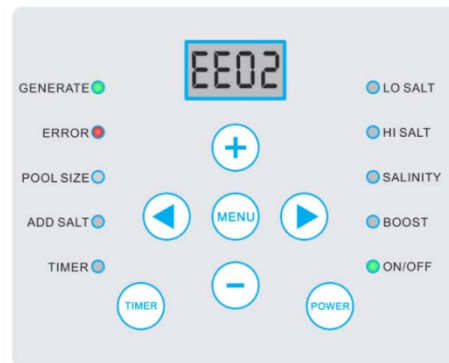 EE02
GENERATE
ERROR
POOL SIZE
ADD SALT
TIMER
LO SALT
HI SALT
SALINITY
BOOST
ON/OFF
+
MENU
−
TIMER
POWER